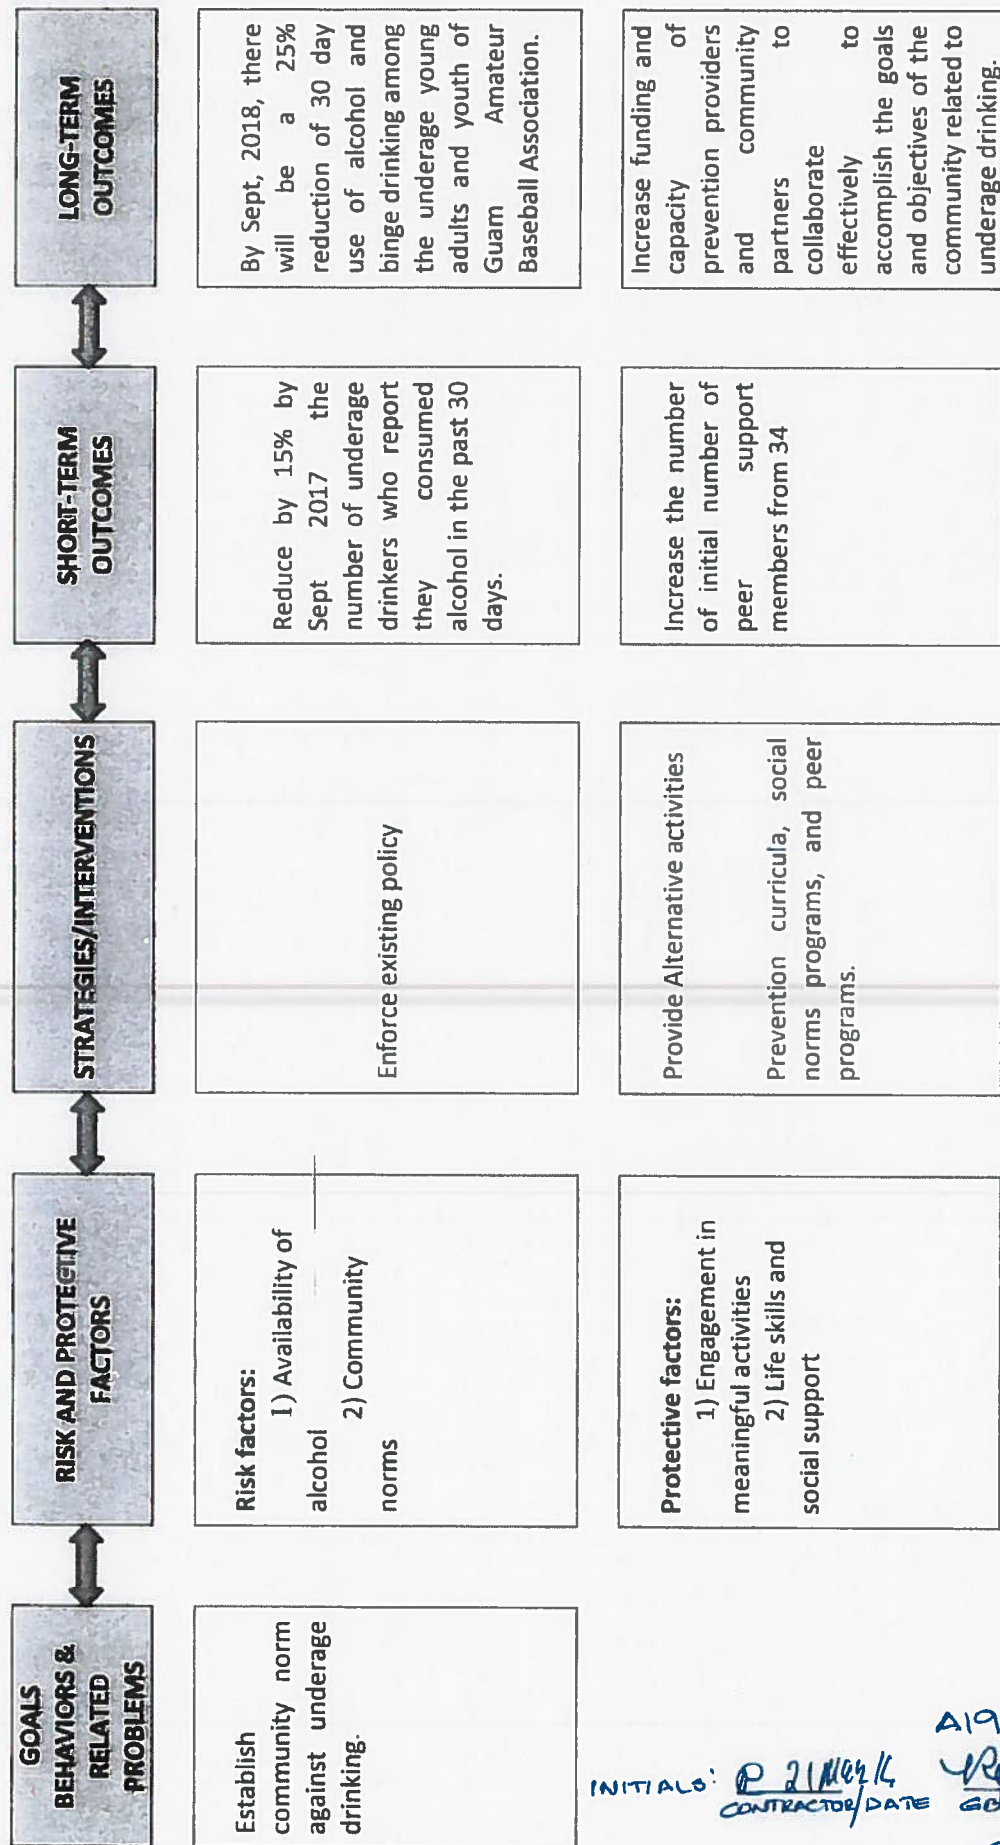 GOALS
BEHAVIORS &
RELATED
PROBLEMS
RISK AND PROTECTIVE
FACTORS
STRATEGIES/INTERVENTIONS
SHORT-TERM
OUTCOMES
LONG-TERM
OUTCOMES
Establish
community norm
against underage
drinking.
Risk factors:
1) Availability of
alcohol
2) Community
norms
Enforce existing policy
Reduce by 15% by
Sept 2017 the
number of underage
drinkers who report
they consumed
alcohol in the past 30
days.
By Sept, 2018, there
will be a 25%
reduction of 30 day
use of alcohol and
binge drinking among
the underage young
adults and youth of
Guam Amateur
Baseball Association.
Protective factors:
1) Engagement in
meaningful activities
2) Life skills and
social support
Provide Alternative activities
Prevention curricula, social
norms programs, and peer
programs.
Increase the number
of initial number of
peer support
members from 34
Increase funding and
capacity of
prevention providers
and community
partners to
collaborate
effectively to
accomplish the goals
and objectives of the
community related to
underage drinking.
A19
INITIALS:
CONTRACTOR/DATE